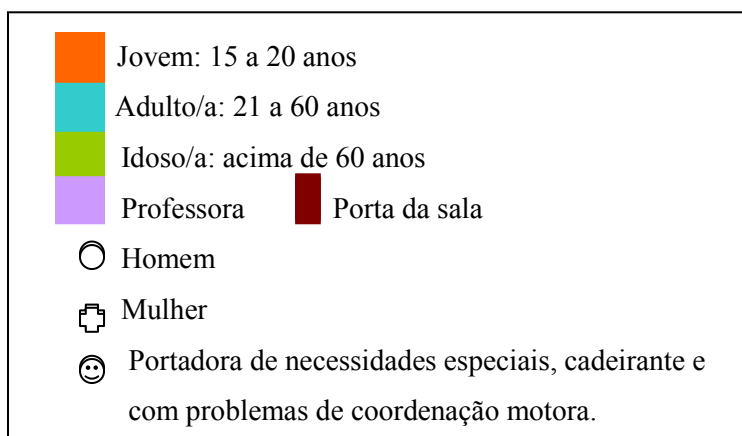 Jovem: 15 a 20 anos
Adulto/a: 21 a 60 anos
Idoso/a: acima de 60 anos
Professora Porta da sala
Homem
Mulher
Portadora de necessidades especiais, cadeirante e
com problemas de coordenação motora.